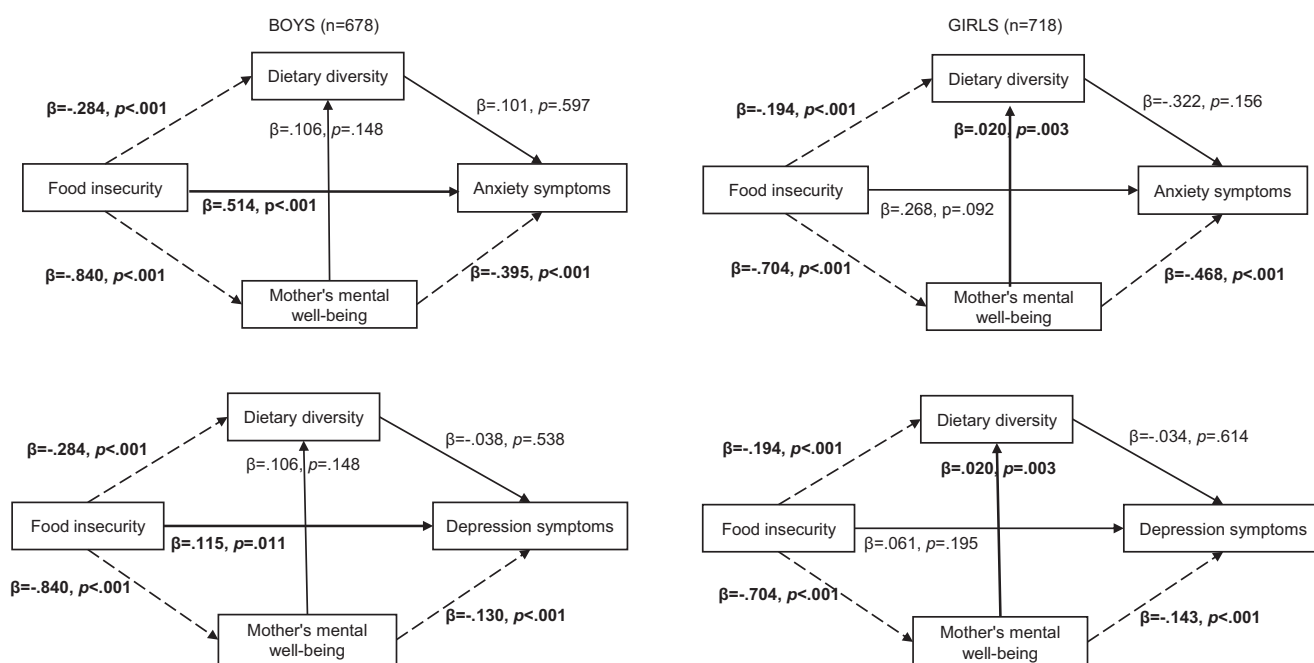 BOYS (n=678)
GIRLS (n=718)
Dietary diversity
β=-.284, p<.001
β=.101, p=.597
β=.106, p=.148
Food insecurity
Anxiety symptoms
β=.514, p<.001
β=-.840, p<.001
β=-.395, p<.001
Mother's mental
well-being
Dietary diversity
β=-.194, p<.001
β=-.322, p=.156
β=.020, p=.003
Food insecurity
Anxiety symptoms
β=.268, p=.092
β=-.704, p<.001
β=-.468, p<.001
Mother's mental
well-being
Dietary diversity
β=-.284, p<.001
β=-.038, p=.538
β=.106, p=.148
Food insecurity
Depression symptoms
β=.115, p=.011
β=-.840, p<.001
β=-.130, p<.001
Mother's mental
well-being
Dietary diversity
β=-.194, p<.001
β=-.034, p=.614
β=.020, p=.003
Food insecurity
Depression symptoms
β=.061, p=.195
β=-.704, p<.001
β=-.143, p<.001
Mother's mental
well-being